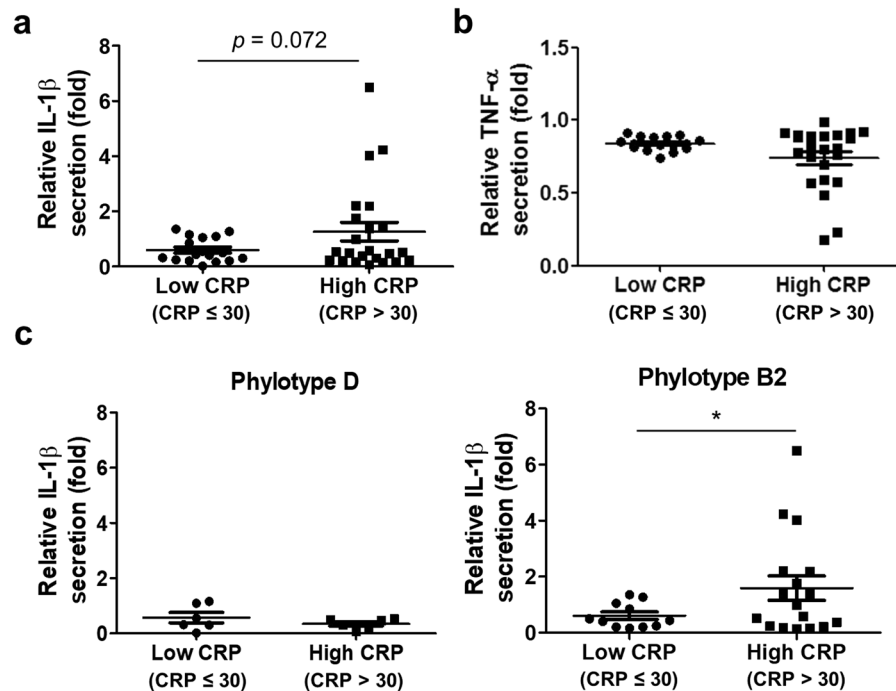 a
p = 0.072
Relative IL-1β
secretion (fold)
8
6
4
2
0
Low CRP
(CRP ≤ 30)
High CRP
(CRP > 30)
b
Relative TNF-α
secretion (fold)
1.5
1.0
0.5
0.0
Low CRP
(CRP ≤ 30)
High CRP
(CRP > 30)
c
Phylotype D
Relative IL-1β
secretion (fold)
8
6
4
2
0
Low CRP
(CRP ≤ 30)
High CRP
(CRP > 30)
Phylotype B2
*
Relative IL-1β
secretion (fold)
8
6
4
2
0
Low CRP
(CRP ≤ 30)
High CRP
(CRP > 30)